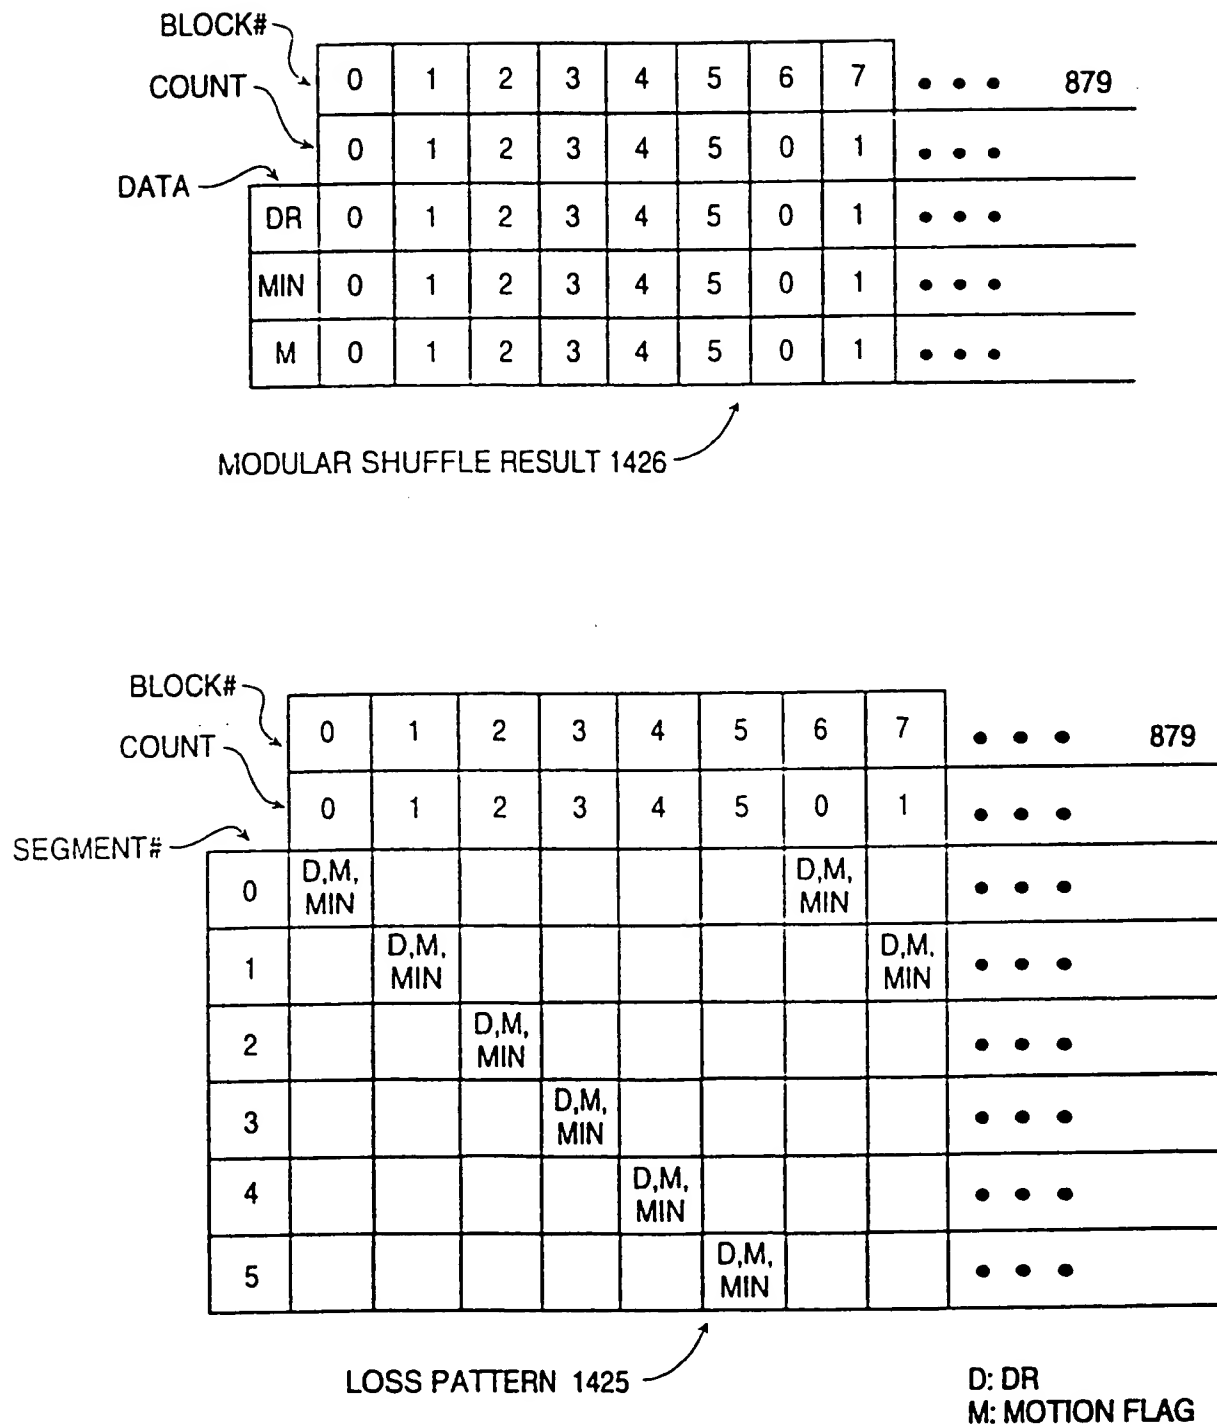 BLOCK#
0 1 2 3 4 5 6 7 • • • 879
COUNT
0 1 2 3 4 5 0 1 • • •
DATA
DR 0 1 2 3 4 5 0 1 • • •
MIN 0 1 2 3 4 5 0 1 • • •
M 0 1 2 3 4 5 0 1 • • •
MODULAR SHUFFLE RESULT 1426
BLOCK#
0 1 2 3 4 5 6 7 • • • 879
COUNT
0 1 2 3 4 5 0 1 • • •
SEGMENT#
0 D,M, MIN D,M, MIN • • •
1 D,M, MIN D,M, MIN • • •
2 D,M, MIN • • •
3 D,M, MIN • • •
4 D,M, MIN • • •
5 D,M, MIN • • •
LOSS PATTERN 1425
D: DR
M: MOTION FLAG